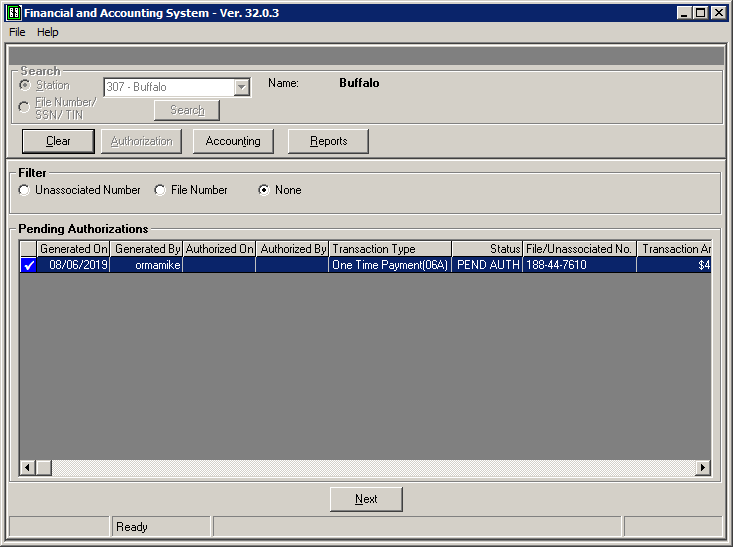 Financial and Accounting System - Ver. 32.0.3
File Help
Search
Station 307 - Buffalo Name: Buffalo
File Number/
SSN/ TIN Search
Clear Authorization Accounting Reports
Filter
Unassociated Number File Number None
Pending Authorizations
Generated On Generated By Authorized On Authorized By Transaction Type Status File/Unassociated No. Transaction Am
08/06/2019 ormamike One Time Payment(06A) PEND AUTH 188-44-7610 $4
Next
Ready